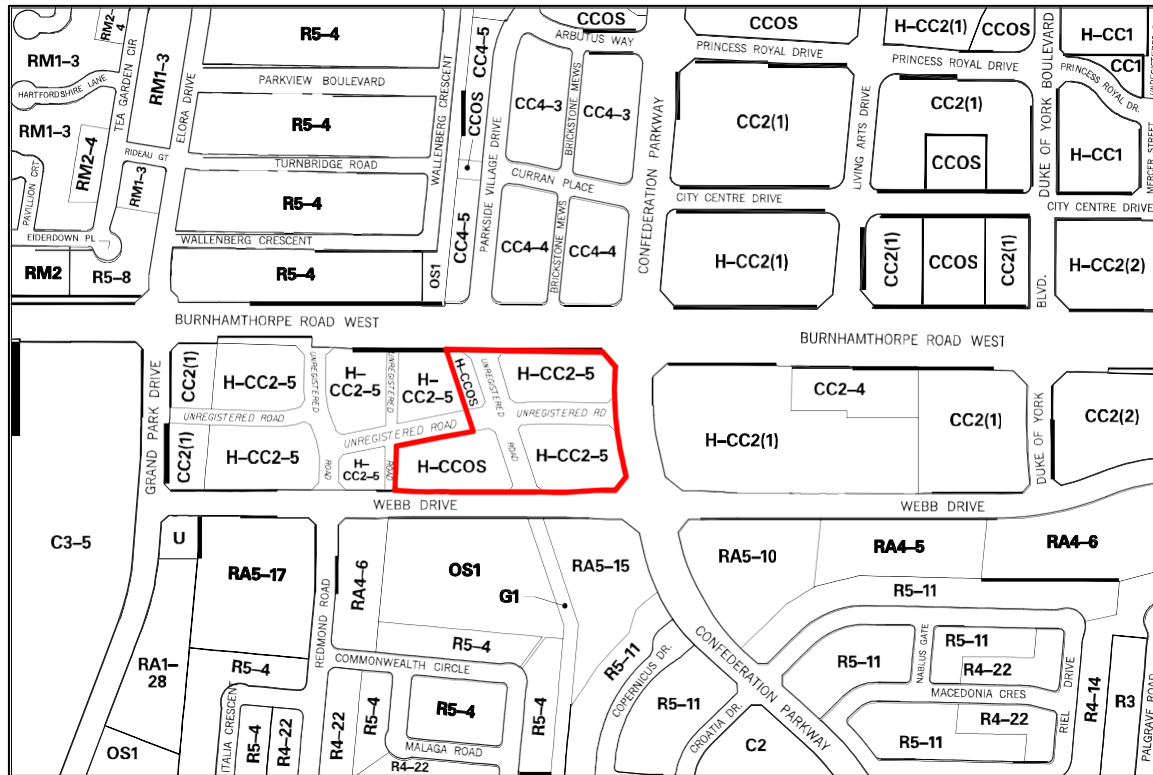 RM2–4
R5–4
CCOS
CC4–5
CCOS
ARBUTUS WAY
CCOS
H–CC2(1)
CCOS
H–CC1
RM1–3
TEA GARDEN CIR
RM1–3
ELORA DRIVE
PARKVIEW BOULEVARD
WALLENBERG CRESCENT
PRINCESS ROYAL DRIVE
PRINCESS ROYAL DRIVE
DUKE OF YORK BOULEVARD
PRINCESS ROYAL DR.
CC1
HARTFORDSHIRE LANE
R5–4
CC4–3
BRICKSTONE MEWS
CC4–3
CC2(1)
LIVING ARTS DRIVE
CC2(1)
RM1–3
RM2–4
RIDEAU GT
TURNBRIDGE ROAD
PARKSIDE VILLAGE DRIVE
CURRAN PLACE
CONFEDERATION PARKWAY
CCOS
H–CC1
MERCER STREET
PAVILLION CRT
RM1–3
R5–4
CC4–5
CITY CENTRE DRIVE
CITY CENTRE DRIVE
EIDERDOWN PL
WALLENBERG CRESCENT
CC4–4
BRICKSTONE MEWS
CC4–4
RM2
R5–8
R5–4
OS1
H–CC2(1)
CC2(1)
CCOS
CC2(1)
BLVD.
H–CC2(2)
BURNHAMTHORPE ROAD WEST
BURNHAMTHORPE ROAD WEST
GRAND PARK DRIVE
CC2(1)
H–CC2–5
UNREGISTERED
H–
CC2–5
UNREGISTERED
H–
CC2–5
H–CCOS
UNREGISTERED
H–CC2–5
CC2–4
UNREGISTERED ROAD
UNREGISTERED ROAD
UNREGISTERED RD
CC2(1)
CC2(2)
CC2(1)
H–CC2–5
ROAD
H–
CC2–5
ROAD
H–CCOS
ROAD
H–CC2–5
H–CC2(1)
DUKE OF YORK
WEBB DRIVE
WEBB DRIVE
C3–5
U
RA5–17
REDMOND ROAD
RA4–6
OS1
G1
RA5–15
RA5–10
RA4–5
RA4–6
R5–11
RA1–
28
R5–4
R5–4
COMMONWEALTH CIRCLE
R5–11
COPERNICUS DR.
CONFEDERATION PARKWAY
R5–11
NABLUS GATE
R5–11
R4–22
RIEL DRIVE
R4–14
R3
PALGRAVE ROAD
ITALIA CRESCENT
R5–4
R4–22
R4–22
R5–4
R5–4
R5–4
R5–11
CROATIA DR.
MACEDONIA CRES
R4–22
OS1
MALAGA ROAD
R4–22
C2
R5–11